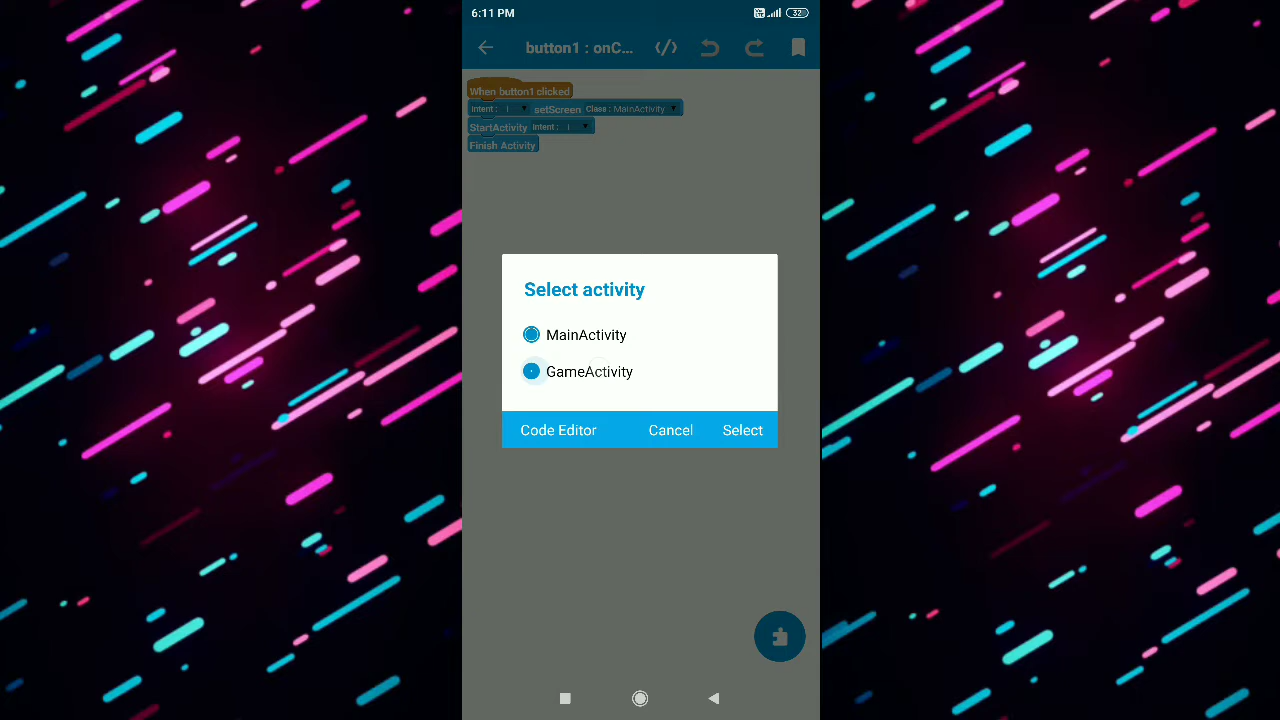 6:11 PM
32
button1 : onC...
When button1 clicked
Intent : i setScreen Class : MainActivity
StartActivity Intent : i
Finish Activity
Select activity
MainActivity
GameActivity
Code Editor Cancel Select